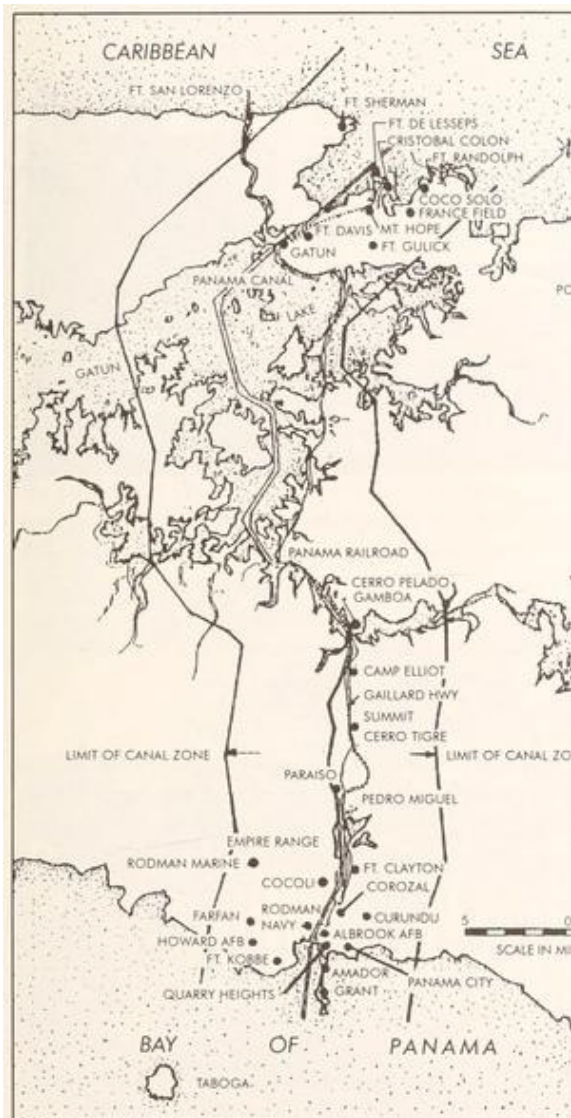 CARIBBEAN SEA
FT. SAN LORENZO
FT. SHERMAN
FT. DE LESSEPS
CRISTOBAL COLON
FT. RANDOLPH
COCO SOLO
FRANCE FIELD
FT. DAVIS
MT. HOPE
GATUN
FT. GULICK
PANAMA CANAL
PO
LAKE
GATUN
PANAMA RAILROAD
CERRO PELADO
GAMBOA
CAMP ELLIOT
GAILLARD HWY
SUMMIT
CERRO TIGRE
LIMIT OF CANAL ZONE
LIMIT OF CANAL ZO
PARAISO
PEDRO MIGUEL
EMPIRE RANGE
RODMAN MARINE
FT. CLAYTON
COCOLI
COROZAL
FARFAN
RODMAN
NAVY
CURUNDU
5 0
HOWARD AFB
ALBROOK AFB
SCALE IN MI
FT. KOBBE
AMADOR
PANAMA CITY
QUARRY HEIGHTS
GRANT
BAY OF PANAMA
TABOGA